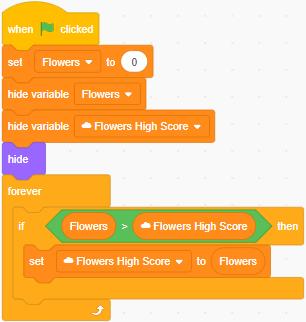 when clicked
set Flowers to 0
hide variable Flowers
hide variable Flowers High Score
hide
forever
if Flowers > Flowers High Score then
set Flowers High Score to Flowers